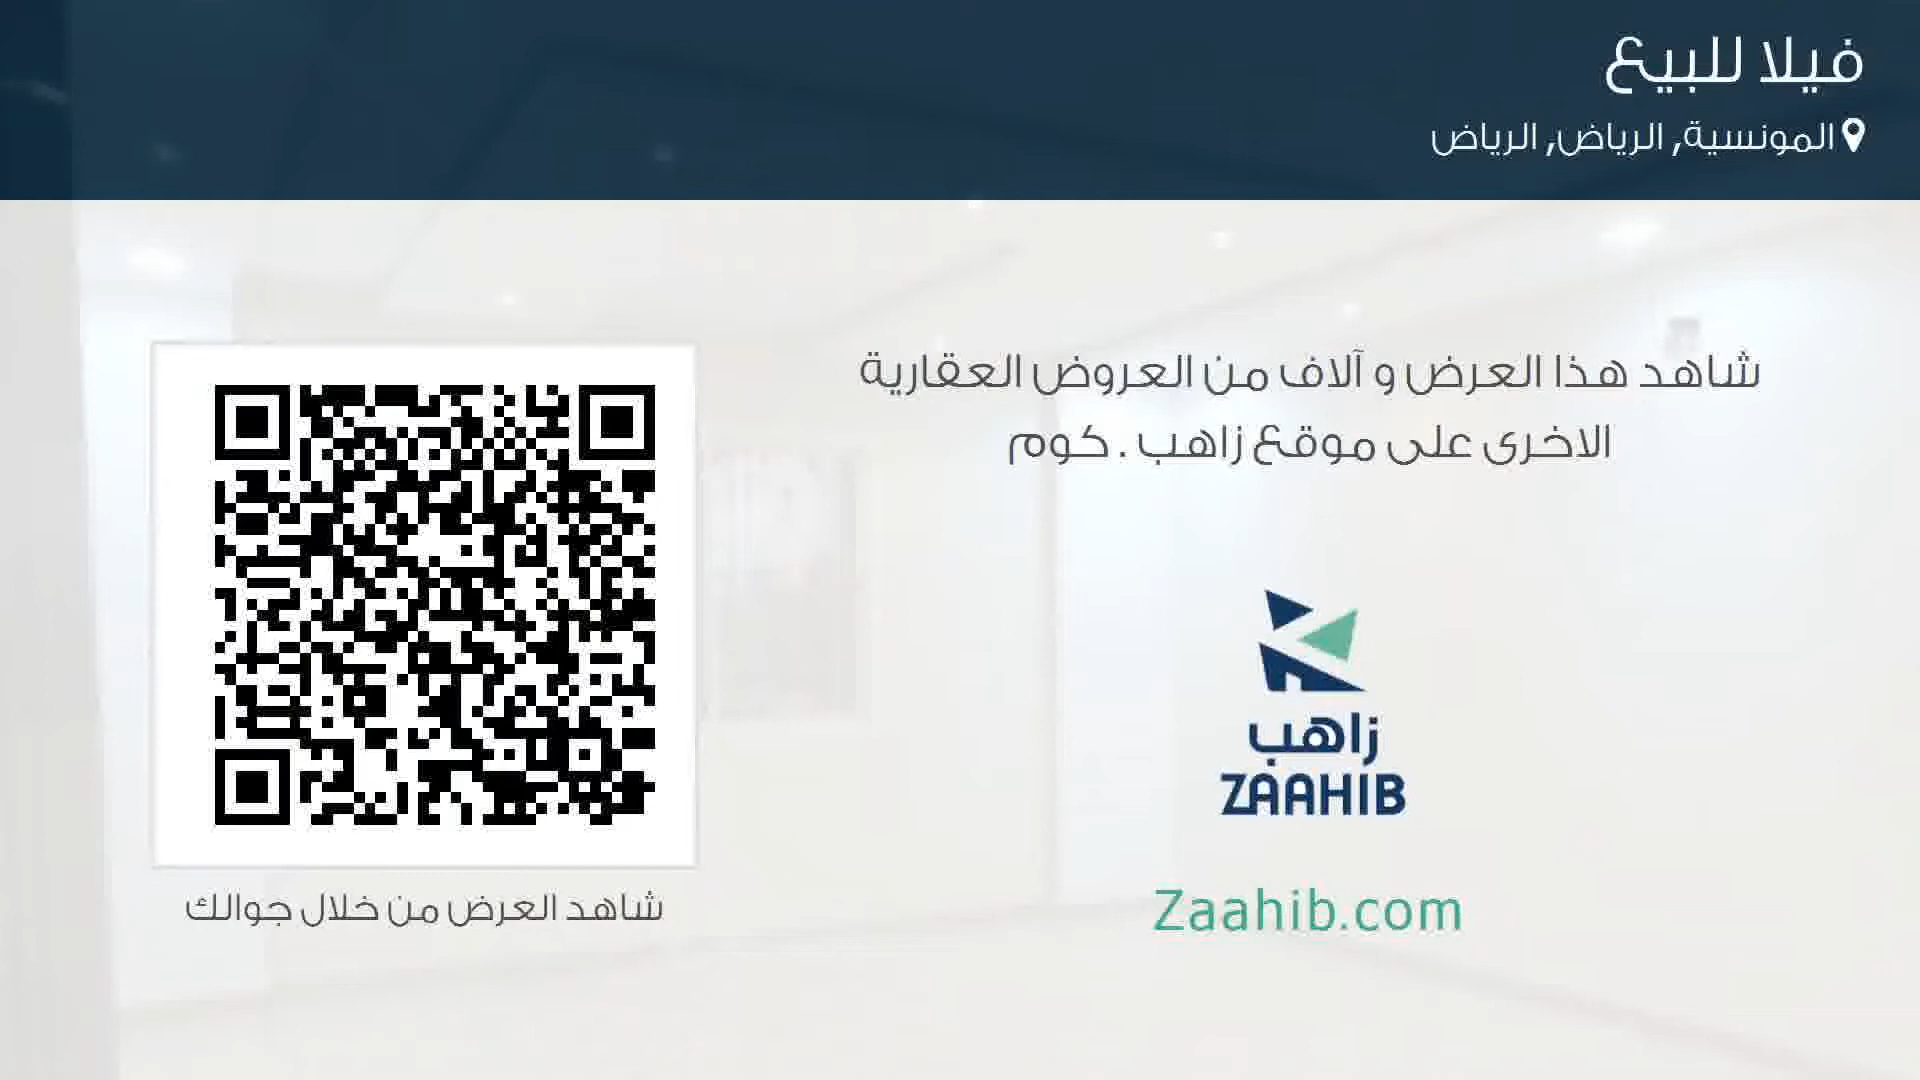 فيلا للبيع
المونسية, الرياض, الرياض
شاهد هذا العرض و آلاف من العروض العقارية
الاخرى على موقع زاهب . كوم
زاهب
ZAAHIB
Zaahib.com
شاهد العرض من خلال جوالك